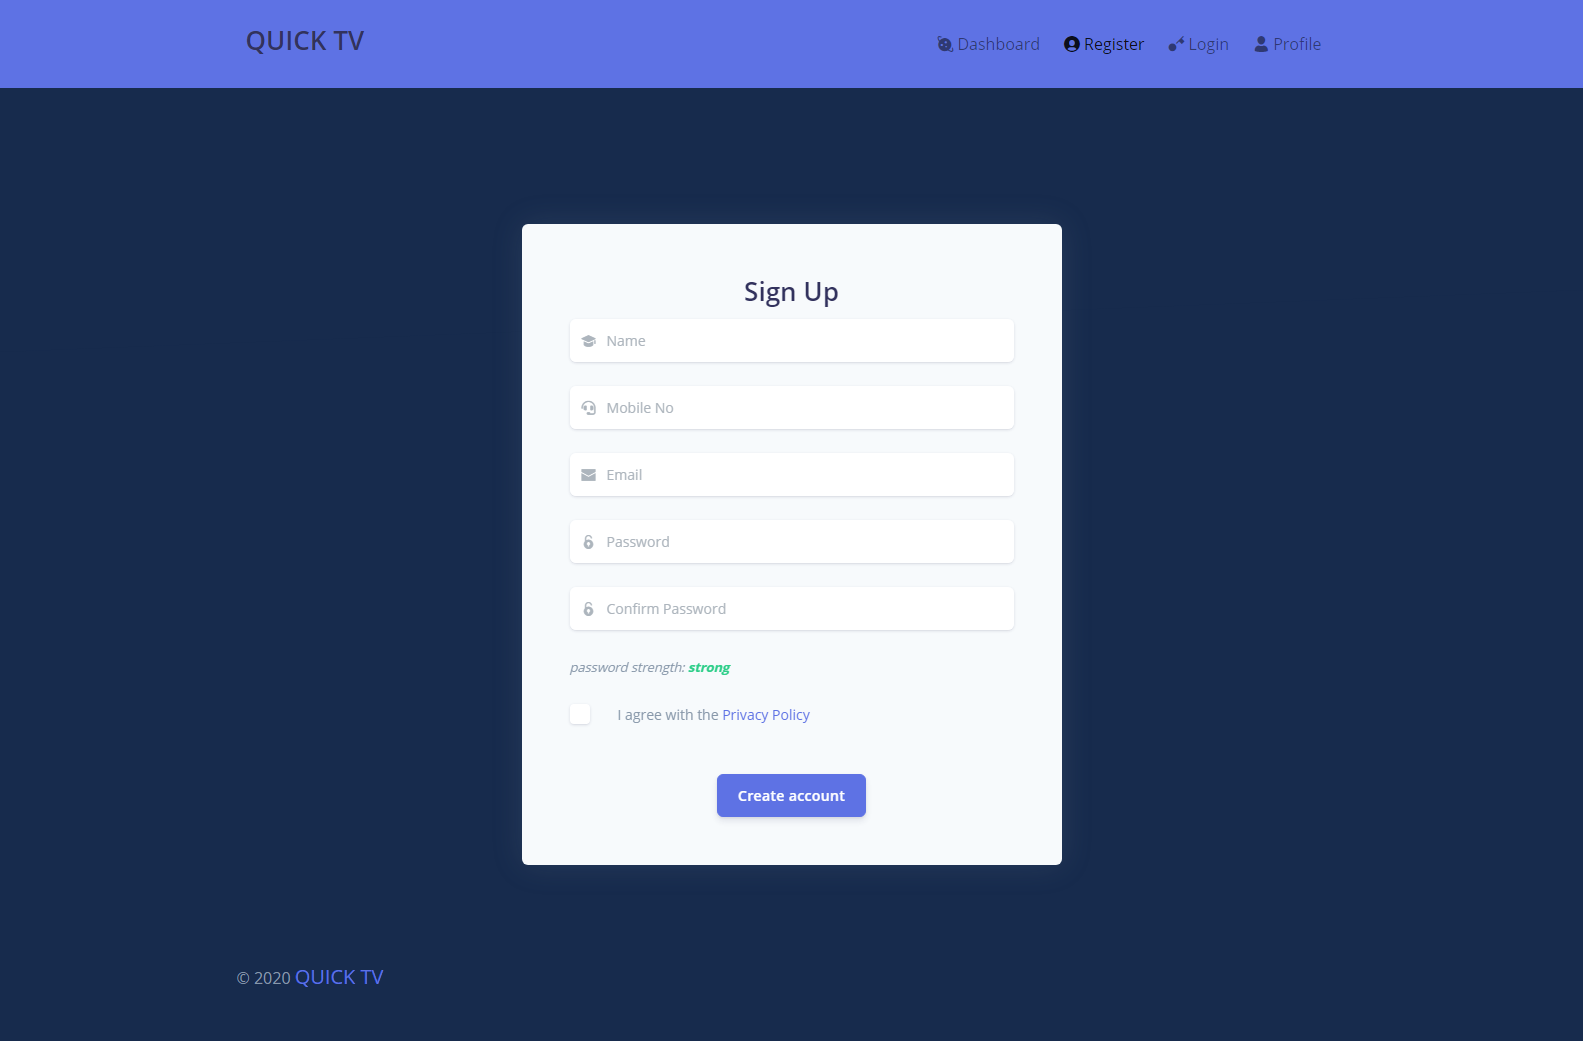 QUICK TV
Dashboard Register Login Profile
Sign Up
Name
Mobile No
Email
Password
Confirm Password
password strength: strong
I agree with the Privacy Policy
Create account
© 2020 QUICK TV